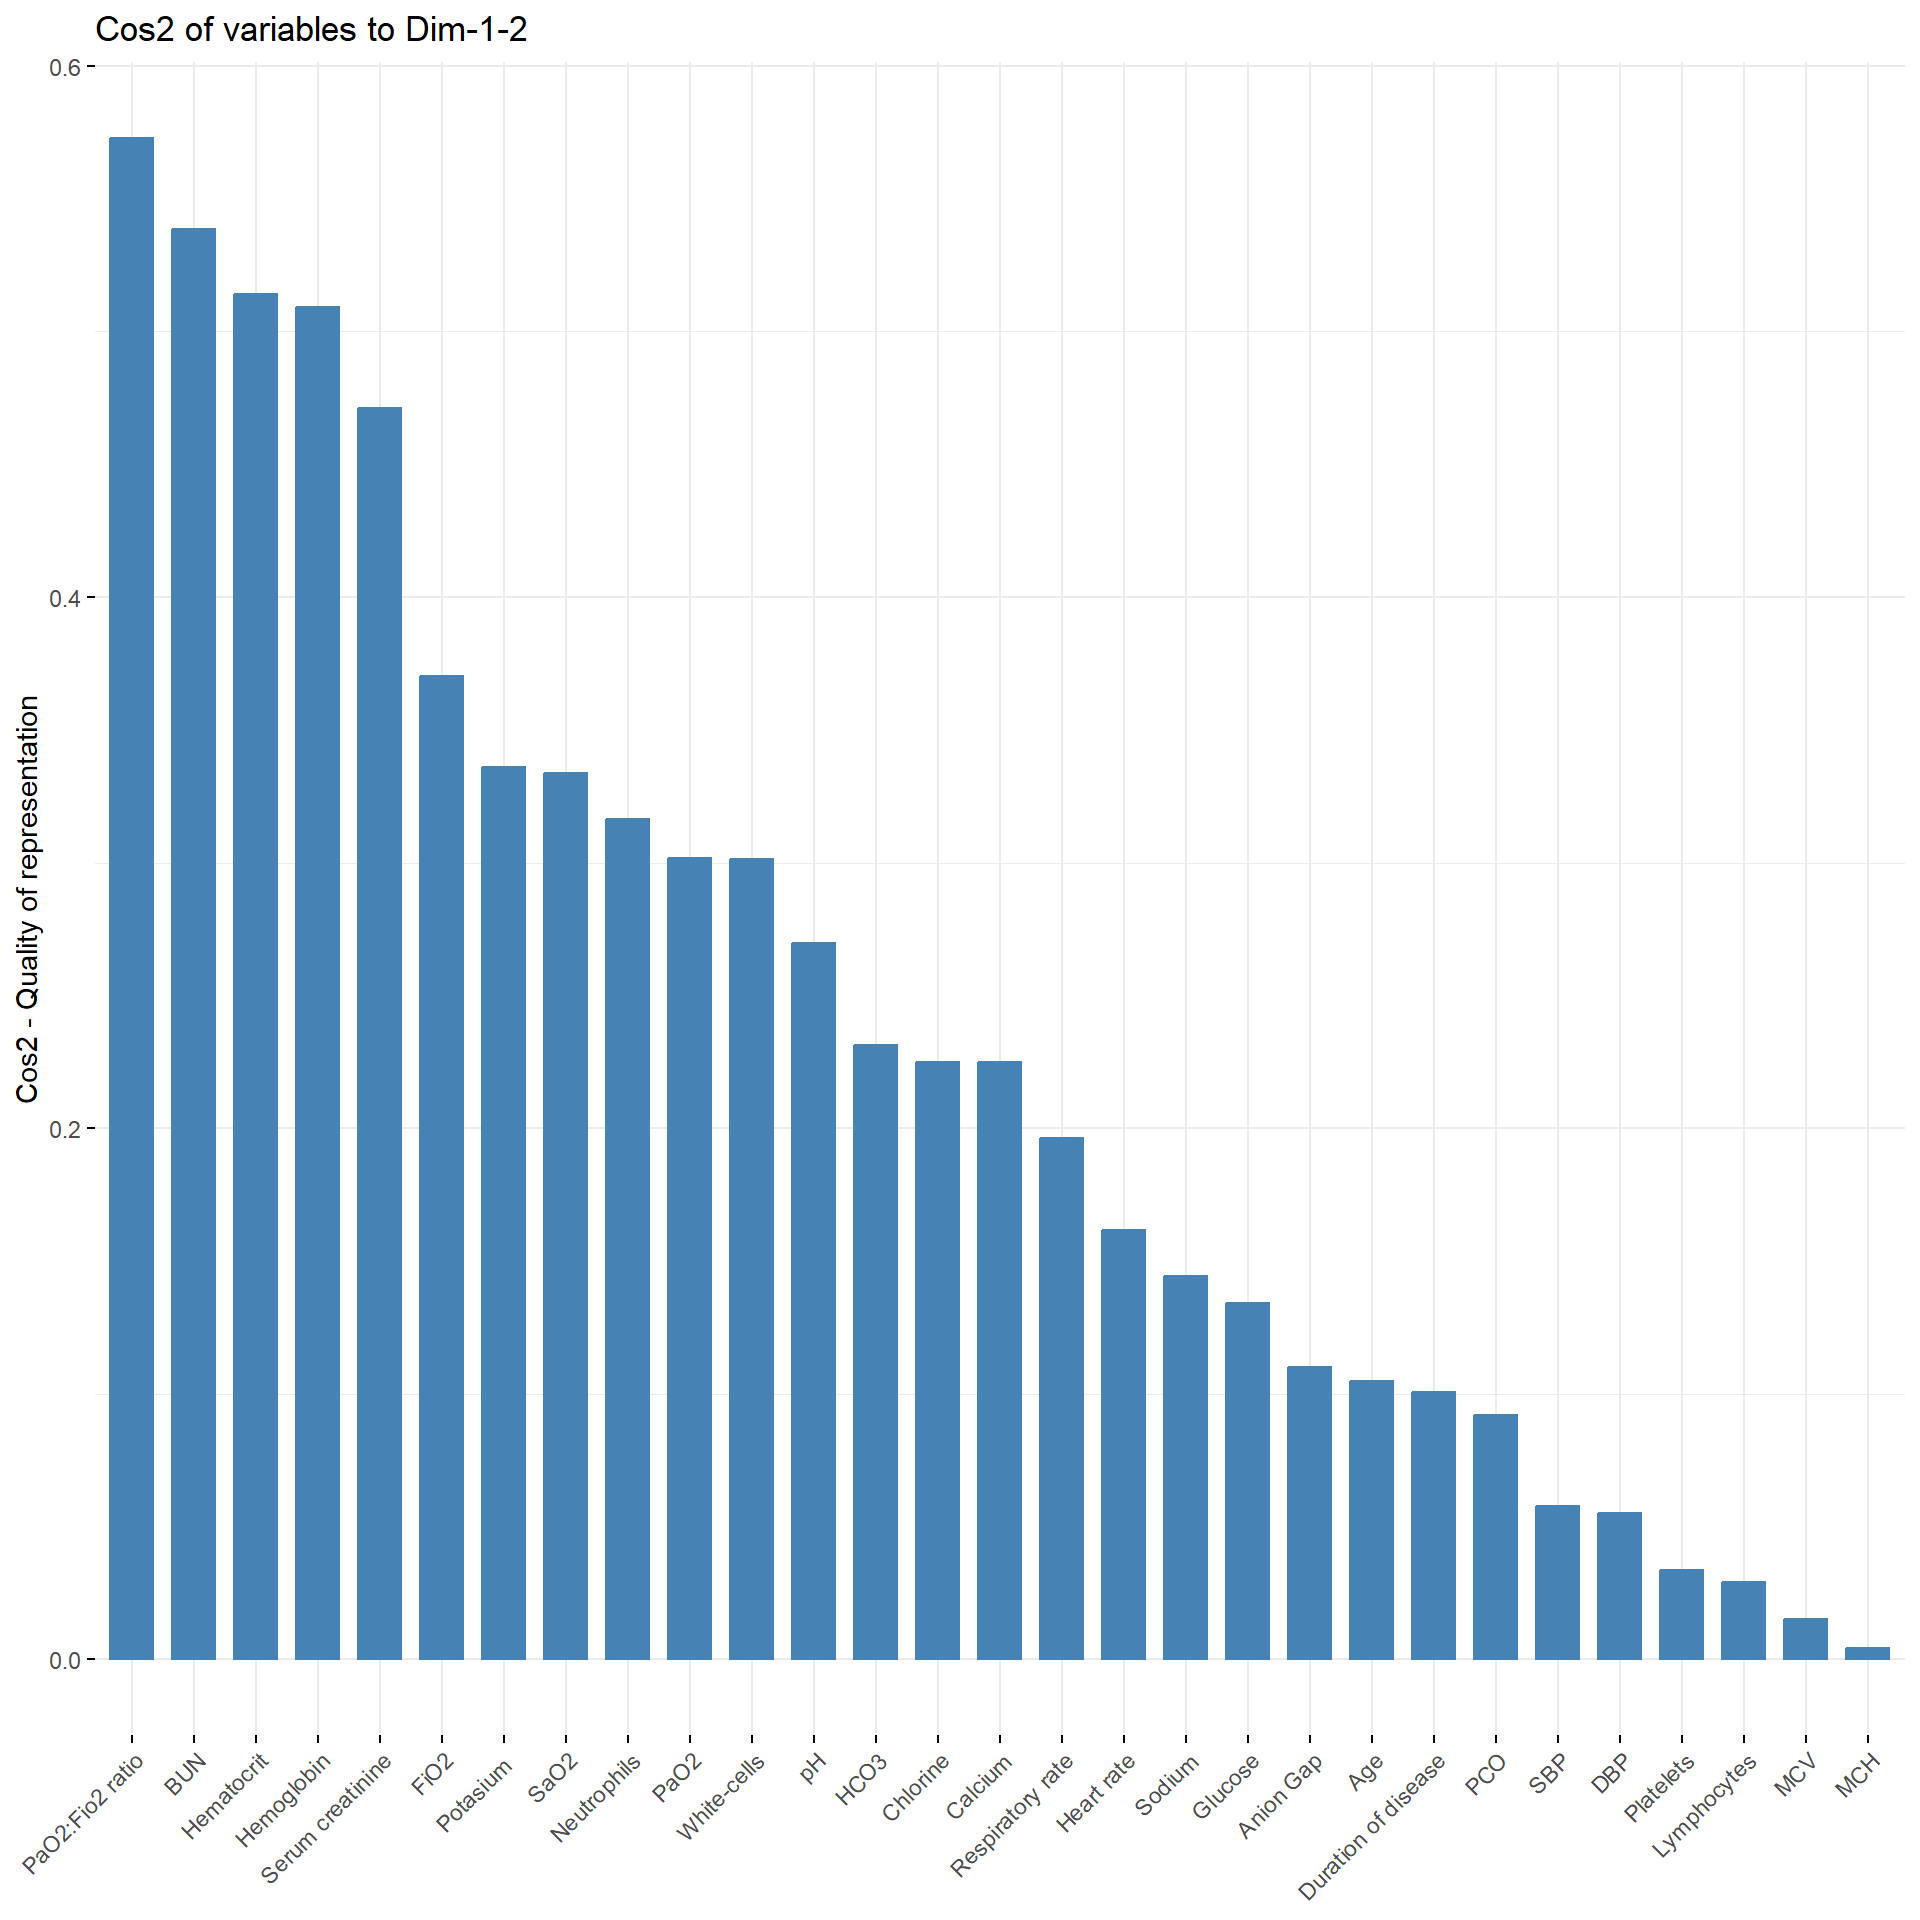 Cos2 of variables to Dim-1-2
Cos2 - Quality of representation
0.6
0.4
0.2
0.0
PaO2:Fio2 ratio
BUN
Hematocrit
Hemoglobin
Serum creatinine
FiO2
Potasium
SaO2
Neutrophils
PaO2
White-cells
pH
HCO3
Chlorine
Calcium
Respiratory rate
Heart rate
Sodium
Glucose
Anion Gap
Age
Duration of disease
PCO
SBP
DBP
Platelets
Lymphocytes
MCV
MCH